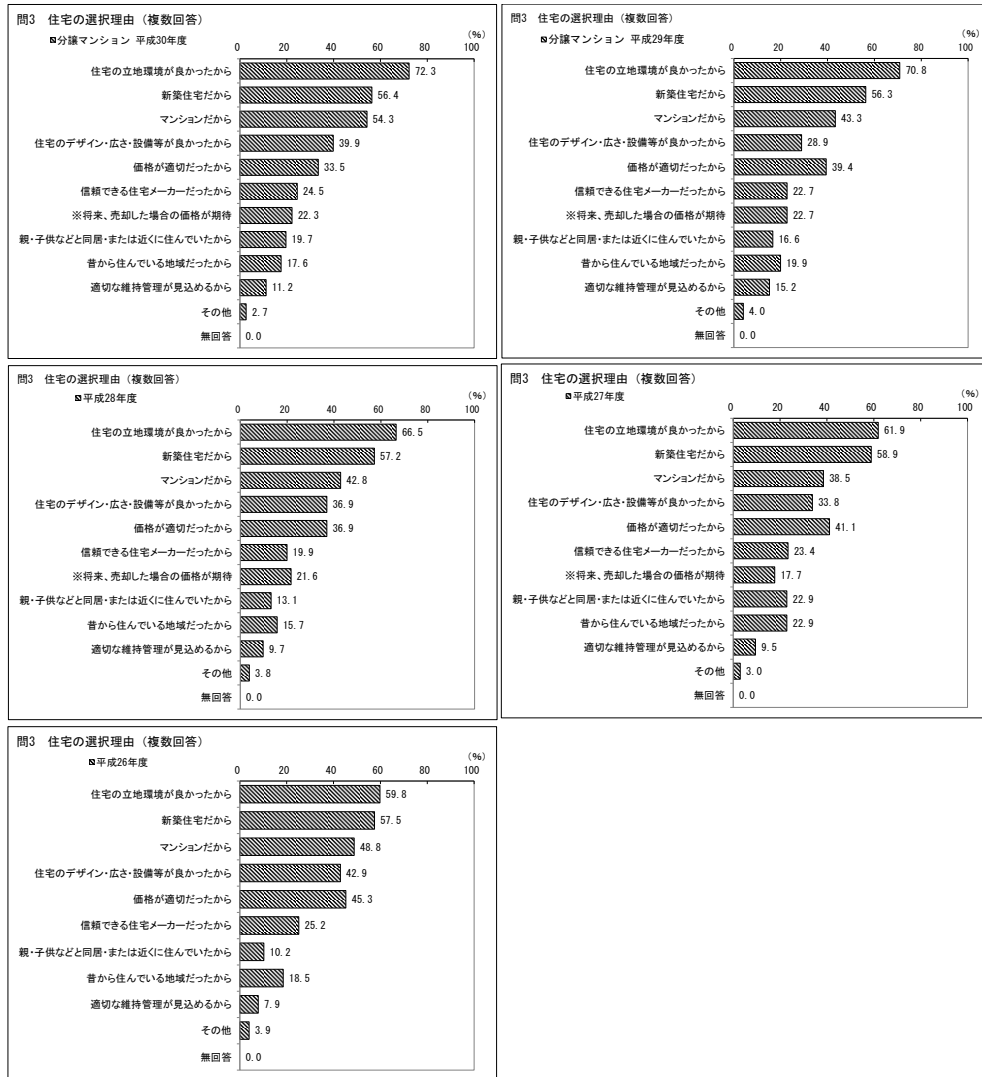 問3　住宅の選択理由（複数回答）
分譲マンション 平成30年度
(%)
0 20 40 60 80 100
住宅の立地環境が良かったから 72.3
新築住宅だから 56.4
マンションだから 54.3
住宅のデザイン・広さ・設備等が良かったから 39.9
価格が適切だったから 33.5
信頼できる住宅メーカーだったから 24.5
※将来、売却した場合の価格が期待 22.3
親・子供などと同居・または近くに住んでいたから 19.7
昔から住んでいる地域だったから 17.6
適切な維持管理が見込めるから 11.2
その他 2.7
無回答 0.0
問3　住宅の選択理由（複数回答）
分譲マンション 平成29年度
(%)
0 20 40 60 80 100
住宅の立地環境が良かったから 70.8
新築住宅だから 56.3
マンションだから 43.3
住宅のデザイン・広さ・設備等が良かったから 28.9
価格が適切だったから 39.4
信頼できる住宅メーカーだったから 22.7
※将来、売却した場合の価格が期待 22.7
親・子供などと同居・または近くに住んでいたから 16.6
昔から住んでいる地域だったから 19.9
適切な維持管理が見込めるから 15.2
その他 4.0
無回答 0.0
問3　住宅の選択理由（複数回答）
平成28年度
(%)
0 20 40 60 80 100
住宅の立地環境が良かったから 66.5
新築住宅だから 57.2
マンションだから 42.8
住宅のデザイン・広さ・設備等が良かったから 36.9
価格が適切だったから 36.9
信頼できる住宅メーカーだったから 19.9
※将来、売却した場合の価格が期待 21.6
親・子供などと同居・または近くに住んでいたから 13.1
昔から住んでいる地域だったから 15.7
適切な維持管理が見込めるから 9.7
その他 3.8
無回答 0.0
問3　住宅の選択理由（複数回答）
平成27年度
(%)
0 20 40 60 80 100
住宅の立地環境が良かったから 61.9
新築住宅だから 58.9
マンションだから 38.5
住宅のデザイン・広さ・設備等が良かったから 33.8
価格が適切だったから 41.1
信頼できる住宅メーカーだったから 23.4
※将来、売却した場合の価格が期待 17.7
親・子供などと同居・または近くに住んでいたから 22.9
昔から住んでいる地域だったから 22.9
適切な維持管理が見込めるから 9.5
その他 3.0
無回答 0.0
問3　住宅の選択理由（複数回答）
平成26年度
(%)
0 20 40 60 80 100
住宅の立地環境が良かったから 59.8
新築住宅だから 57.5
マンションだから 48.8
住宅のデザイン・広さ・設備等が良かったから 42.9
価格が適切だったから 45.3
信頼できる住宅メーカーだったから 25.2
親・子供などと同居・または近くに住んでいたから 10.2
昔から住んでいる地域だったから 18.5
適切な維持管理が見込めるから 7.9
その他 3.9
無回答 0.0